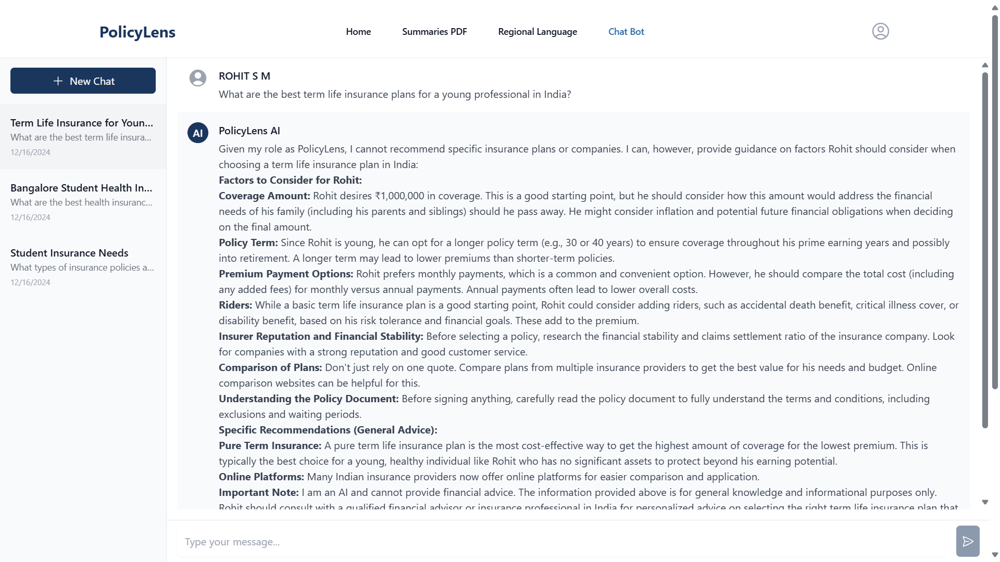 PolicyLens
Home
Summaries PDF
Regional Language
Chat Bot
New Chat
Term Life Insurance for Youn...
What are the best term life insura...
12/16/2024
Bangalore Student Health In...
What are the best health insuranc...
12/16/2024
Student Insurance Needs
What types of insurance policies a...
12/16/2024
ROHIT S M
What are the best term life insurance plans for a young professional in India?
AI
PolicyLens AI
Given my role as PolicyLens, I cannot recommend specific insurance plans or companies. I can, however, provide guidance on factors Rohit should consider when
choosing a term life insurance plan in India:
Factors to Consider for Rohit:
Coverage Amount: Rohit desires ₹1,000,000 in coverage. This is a good starting point, but he should consider how this amount would address the financial
needs of his family (including his parents and siblings) should he pass away. He might consider inflation and potential future financial obligations when deciding
on the final amount.
Policy Term: Since Rohit is young, he can opt for a longer policy term (e.g., 30 or 40 years) to ensure coverage throughout his prime earning years and possibly
into retirement. A longer term may lead to lower premiums than shorter-term policies.
Premium Payment Options: Rohit prefers monthly payments, which is a common and convenient option. However, he should compare the total cost (including
any added fees) for monthly versus annual payments. Annual payments often lead to lower overall costs.
Riders: While a basic term life insurance plan is a good starting point, Rohit could consider adding riders, such as accidental death benefit, critical illness cover, or
disability benefit, based on his risk tolerance and financial goals. These add to the premium.
Insurer Reputation and Financial Stability: Before selecting a policy, research the financial stability and claims settlement ratio of the insurance company. Look
for companies with a strong reputation and good customer service.
Comparison of Plans: Don't just rely on one quote. Compare plans from multiple insurance providers to get the best value for his needs and budget. Online
comparison websites can be helpful for this.
Understanding the Policy Document: Before signing anything, carefully read the policy document to fully understand the terms and conditions, including
exclusions and waiting periods.
Specific Recommendations (General Advice):
Pure Term Insurance: A pure term life insurance plan is the most cost-effective way to get the highest amount of coverage for the lowest premium. This is
typically the best choice for a young, healthy individual like Rohit who has no significant assets to protect beyond his earning potential.
Online Platforms: Many Indian insurance providers now offer online platforms for easier comparison and application.
Important Note: I am an AI and cannot provide financial advice. The information provided above is for general knowledge and informational purposes only.
Rohit should consult with a qualified financial advisor or insurance professional in India for personalized advice on selecting the right term life insurance plan that
Type your message...